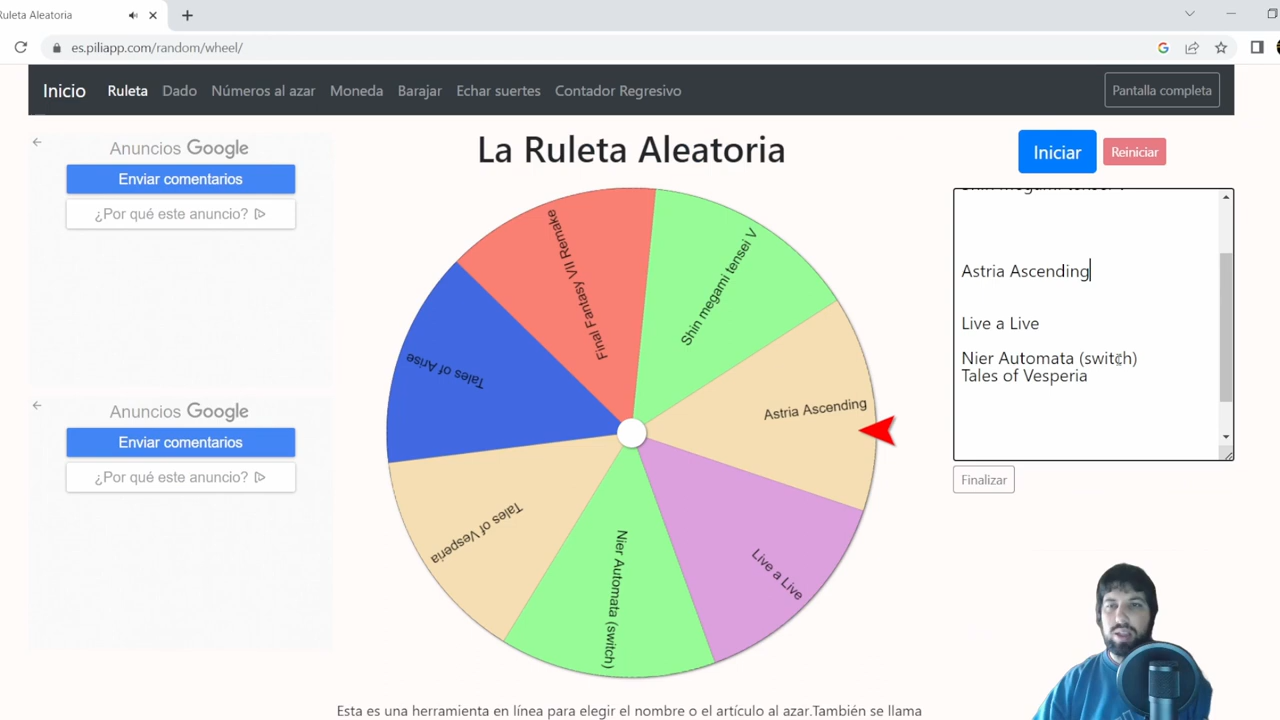 Ruleta Aleatoria
es.piliapp.com/random/wheel/
Inicio Ruleta Dado Números al azar Moneda Barajar Echar suertes Contador Regresivo Pantalla completa
Anuncios Google
Enviar comentarios
¿Por qué este anuncio?
Anuncios Google
Enviar comentarios
¿Por qué este anuncio?
La Ruleta Aleatoria
Final Fantasy VII Remake
Shin megami tensei V
Astria Ascending
Live a Live
Nier Automata (switch)
Tales of Vesperia
Tales of Arise
Iniciar Reiniciar
Shin megami tensei V
Astria Ascending
Live a Live
Nier Automata (switch)
Tales of Vesperia
Finalizar
Esta es una herramienta en línea para elegir el nombre o el artículo al azar.También se llama